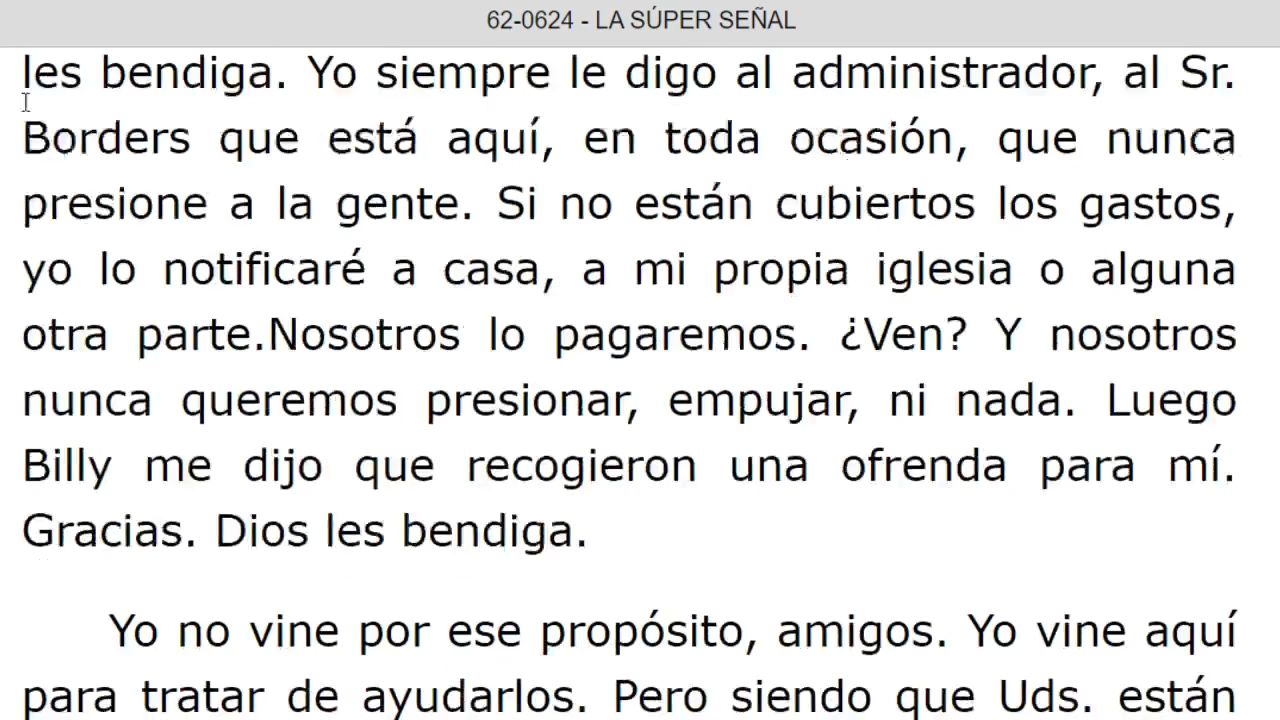 62-0624 - LA SÚPER SEÑAL
les bendiga. Yo siempre le digo al administrador, al Sr.
Borders que está aquí, en toda ocasión, que nunca
presione a la gente. Si no están cubiertos los gastos,
yo lo notificaré a casa, a mi propia iglesia o alguna
otra parte.Nosotros lo pagaremos. ¿Ven? Y nosotros
nunca queremos presionar, empujar, ni nada. Luego
Billy me dijo que recogieron una ofrenda para mí.
Gracias. Dios les bendiga.
Yo no vine por ese propósito, amigos. Yo vine aquí
para tratar de ayudarlos. Pero siendo que Uds. están